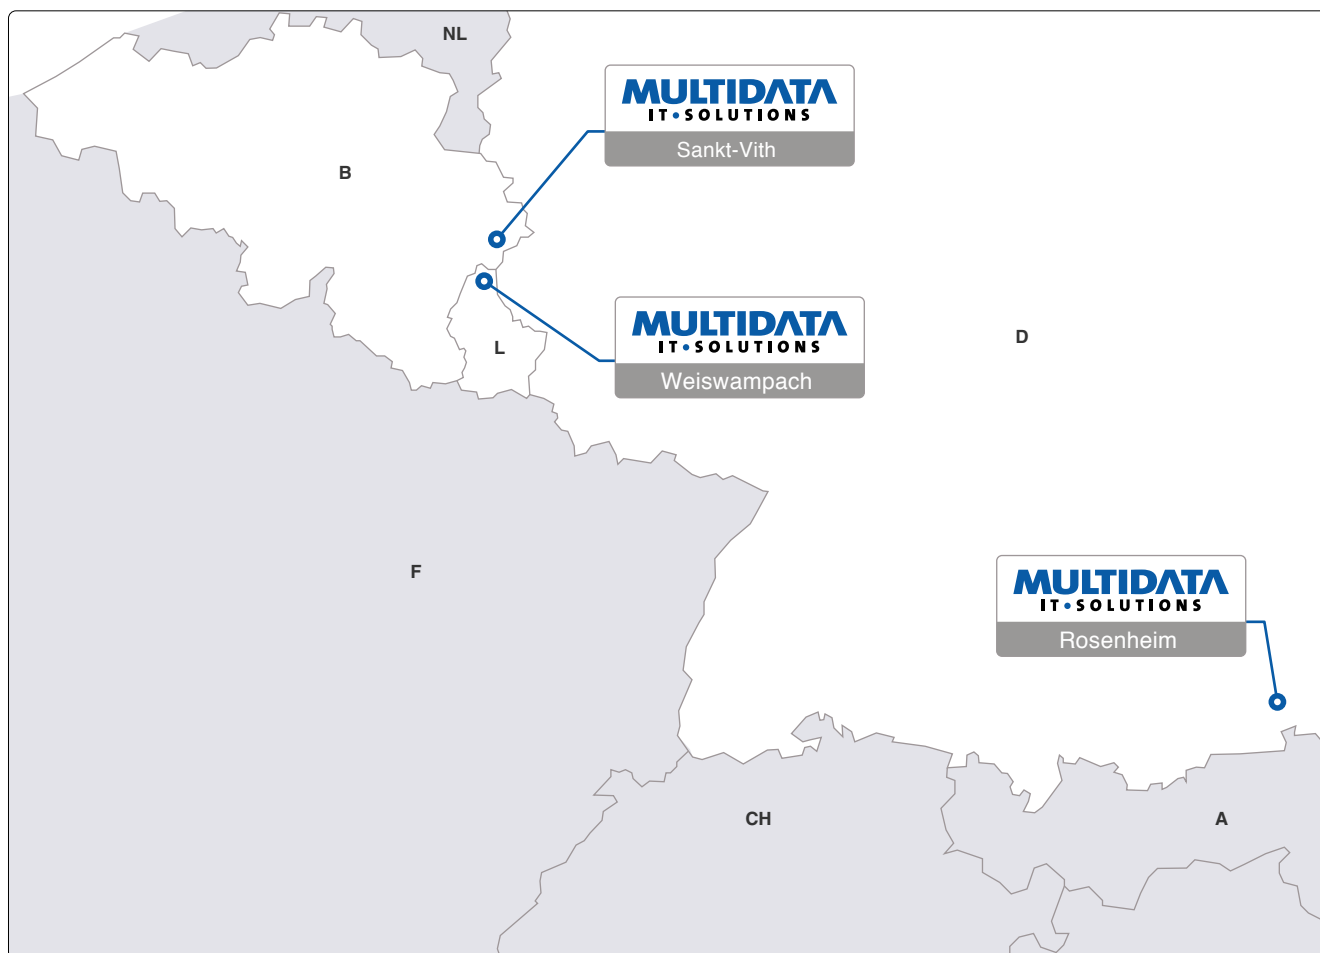 NL
MULTIDATA
IT•SOLUTIONS
Sankt-Vith
B
MULTIDATA
IT•SOLUTIONS
Weiswampach
L
D
F
MULTIDATA
IT•SOLUTIONS
Rosenheim
CH
A